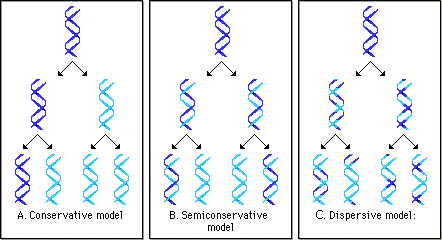 A. Conservative model
B. Semiconservative
model
C. Dispersive model: